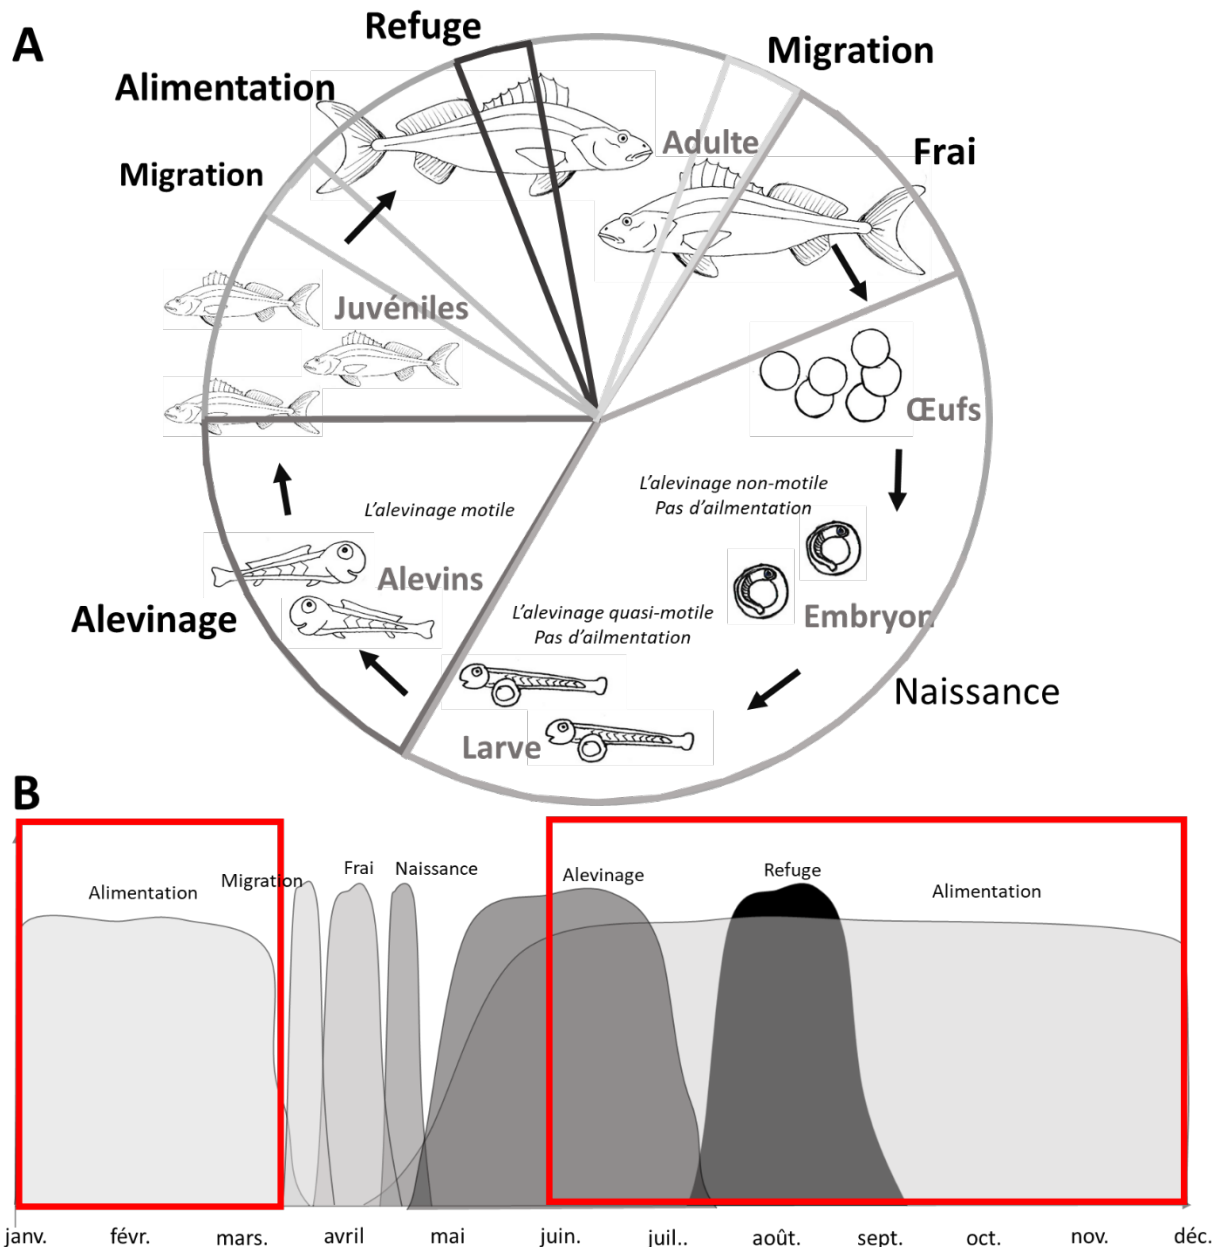 A
Refuge
Migration
Alimentation
Adulte
Frai
Migration
Juvéniles
Œufs
L'alevinage non-motile
Pas d'ailmentation
L'alevinage motile
Alevins
Alevinage
L'alevinage quasi-motile
Pas d'ailmentation
Embryon
Naissance
Larve
B
Alimentation
Migration
Frai
Naissance
Alevinage
Refuge
Alimentation
janv. févr. mars. avril mai juin. juil.. août. sept. oct. nov. déc.